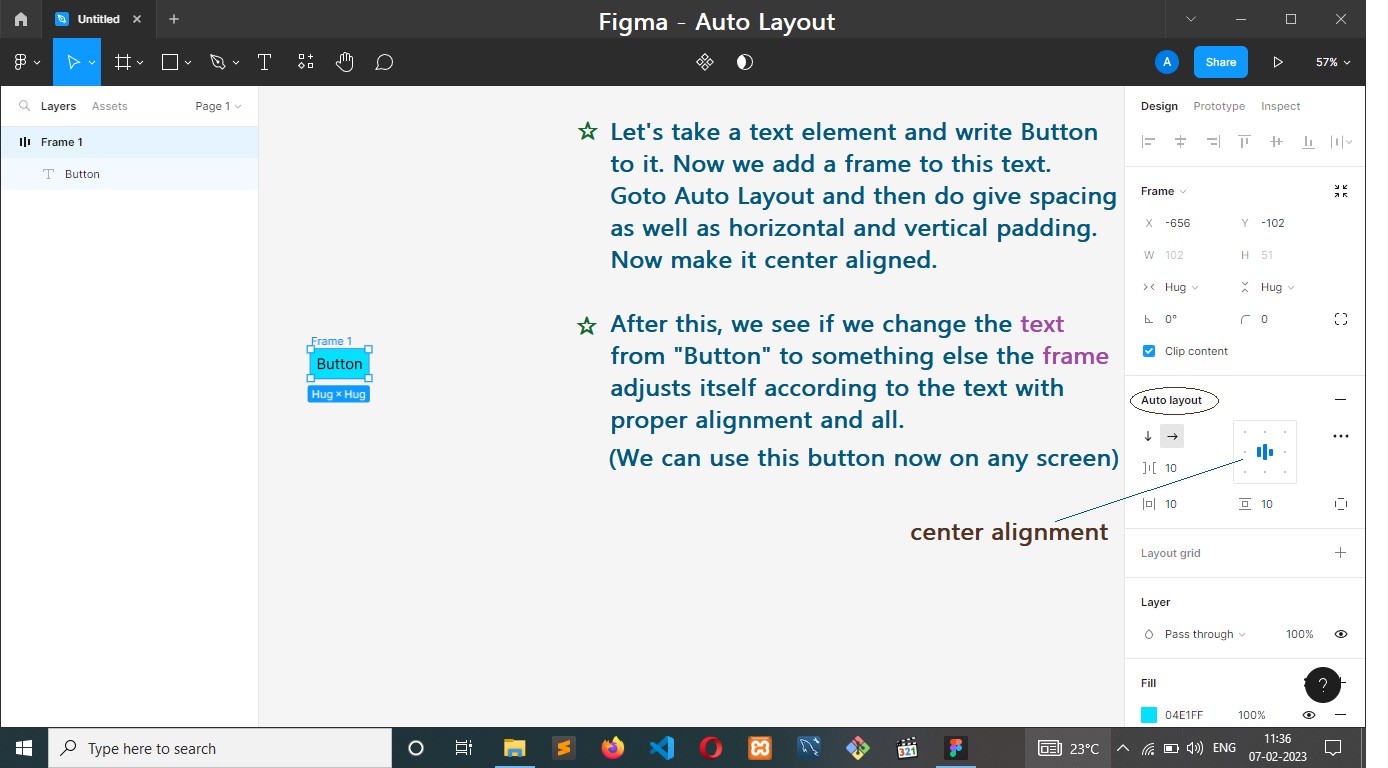 Untitled
Figma - Auto Layout
A
Share
57%
Layers
Assets
Page 1
Design
Prototype
Inspect
Frame 1
Button
Let's take a text element and write Button
to it. Now we add a frame to this text.
Goto Auto Layout and then do give spacing
as well as horizontal and vertical padding.
Now make it center aligned.
After this, we see if we change the text
from "Button" to something else the frame
adjusts itself according to the text with
proper alignment and all.
(We can use this button now on any screen)
center alignment
Frame 1
Button
Hug × Hug
Frame
X -656
Y -102
W 102
H 51
Hug
Hug
0°
0
Clip content
Auto layout
10
10
10
Layout grid
Layer
Pass through
100%
Fill
?
04E1FF
100%
Type here to search
321
23°C
ENG
11:36
07-02-2023